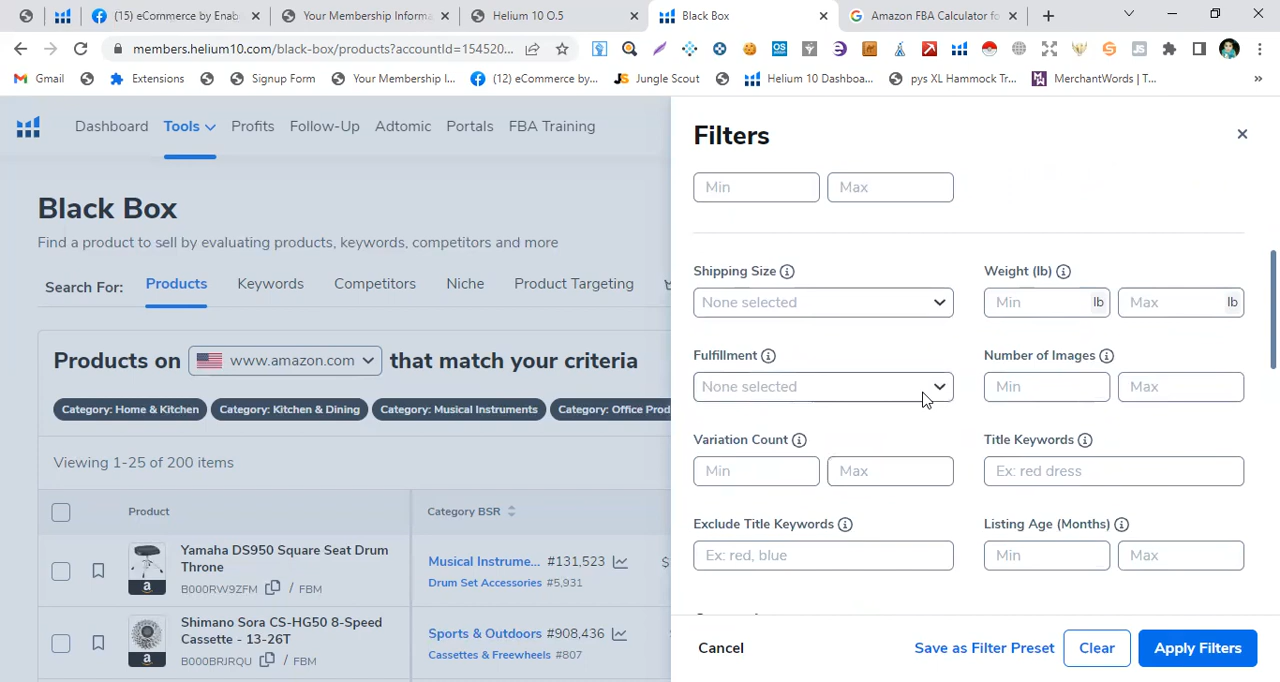 (15) eCommerce by Enab
Your Membership Informa
Helium 10 O.5
Black Box
Amazon FBA Calculator fo
members.helium10.com/black-box/products?accountId=154520...
Gmail
Extensions
Signup Form
Your Membership I...
(12) eCommerce by...
Jungle Scout
Helium 10 Dashboa...
pys XL Hammock Tr...
MerchantWords | T...
Dashboard Tools Profits Follow-Up Adtomic Portals FBA Training
Black Box
Find a product to sell by evaluating products, keywords, competitors and more
Search For: Products Keywords Competitors Niche Product Targeting
Products on www.amazon.com that match your criteria
Category: Home & Kitchen Category: Kitchen & Dining Category: Musical Instruments Category: Office Prod
Viewing 1-25 of 200 items
Product Category BSR
Yamaha DS950 Square Seat Drum
Throne
B000RW9ZFM / FBM
Musical Instrume... #131,523 $
Drum Set Accessories #5,931
Shimano Sora CS-HG50 8-Speed
Cassette - 13-26T
B000BRJRQU / FBM
Sports & Outdoors #908,436
Cassettes & Freewheels #807
Filters
Min Max
Shipping Size Weight (lb)
None selected Min lb Max lb
Fulfillment Number of Images
None selected Min Max
Variation Count Title Keywords
Min Max Ex: red dress
Exclude Title Keywords Listing Age (Months)
Ex: red, blue Min Max
Cancel Save as Filter Preset Clear Apply Filters